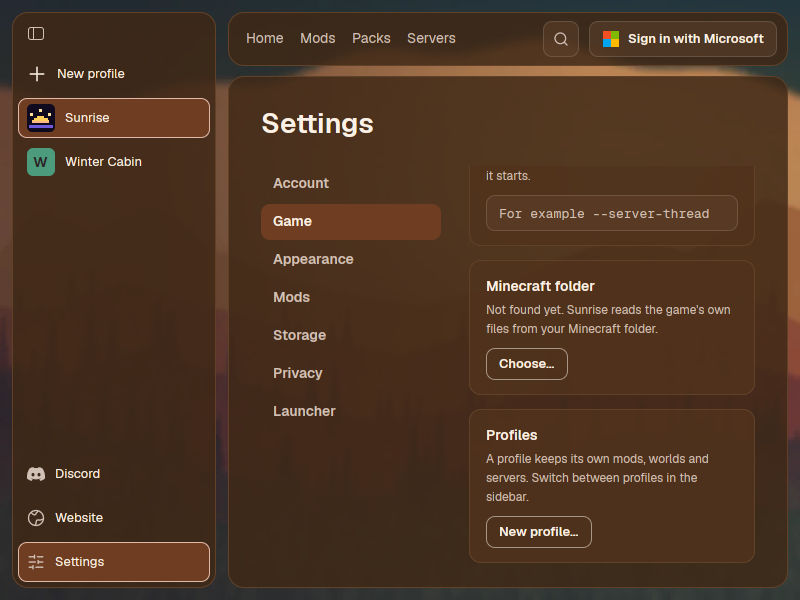 New profile
Sunrise
W
Winter Cabin
Discord
Website
Settings
Home Mods Packs Servers
Sign in with Microsoft
Settings
Account
Game
Appearance
Mods
Storage
Privacy
Launcher
it starts.
For example --server-thread
Minecraft folder
Not found yet. Sunrise reads the game's own
files from your Minecraft folder.
Choose...
Profiles
A profile keeps its own mods, worlds and
servers. Switch between profiles in the
sidebar.
New profile...